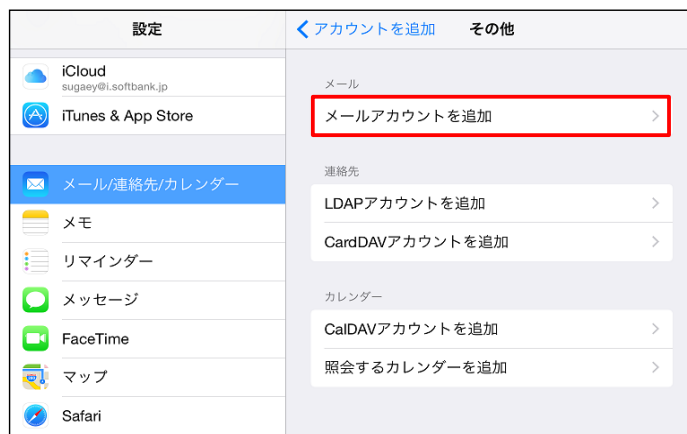 設定
iCloud
sugaey@i.softbank.jp
iTunes & App Store
メール/連絡先/カレンダー
メモ
リマインダー
メッセージ
FaceTime
マップ
Safari
アカウントを追加
その他
メール
メールアカウントを追加
連絡先
LDAPアカウントを追加
CardDAVアカウントを追加
カレンダー
CalDAVアカウントを追加
照会するカレンダーを追加